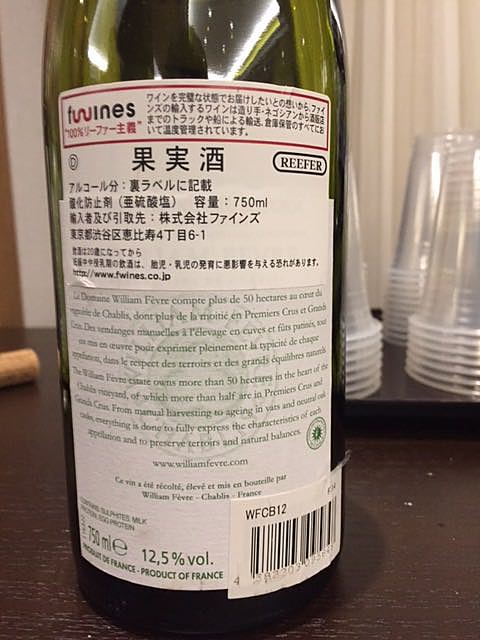 fwines
"100%リーファー主義"
ワインを完璧な状態でお届けしたいとの想いから、ファイ
ンズの輸入するワインは造り手・ネゴシアンから酒販店
までのトラックや船による輸送、倉庫保管のすべてにお
いて温度管理されています。
D 果実酒 REEFER
アルコール分：裏ラベルに記載
酸化防止剤（亜硫酸塩） 容量：750ml
輸入者及び引取先：株式会社ファインズ
東京都渋谷区恵比寿4丁目6-1
飲酒は20歳になってから
妊娠中や授乳期の飲酒は、胎児・乳児の発育に悪影響を与える恐れがあります。
http://www.fwines.co.jp
Le Domaine William Fèvre compte plus de 50 hectares au cœur du
vignoble de Chablis, dont plus de la moitié en Premiers Crus et Grands
Crus. Des vendanges manuelles à l'élevage en cuves et fûts patinés, tout
est mis en œuvre pour exprimer pleinement la typicité de chaque
appellation, dans le respect des terroirs et des grands équilibres naturels.
The William Fèvre estate owns more than 50 hectares in the heart of the
Chablis vineyard, of which more than half are in Premiers Crus and
Grands Crus. From manual harvesting to ageing in vats and neutral oak
casks, everything is done to fully express the characteristics of each
appellation and to preserve terroirs and natural balances.
www.williamfevre.com
Ce vin a été récolté, élevé et mis en bouteille par
William Fèvre - Chablis - France
CONTAINS: SULPHITES, MILK
PROTEIN, EGG PROTEIN
750 ml e 12,5% vol.
PRODUIT DE FRANCE - PRODUCT OF FRANCE
WFCB12